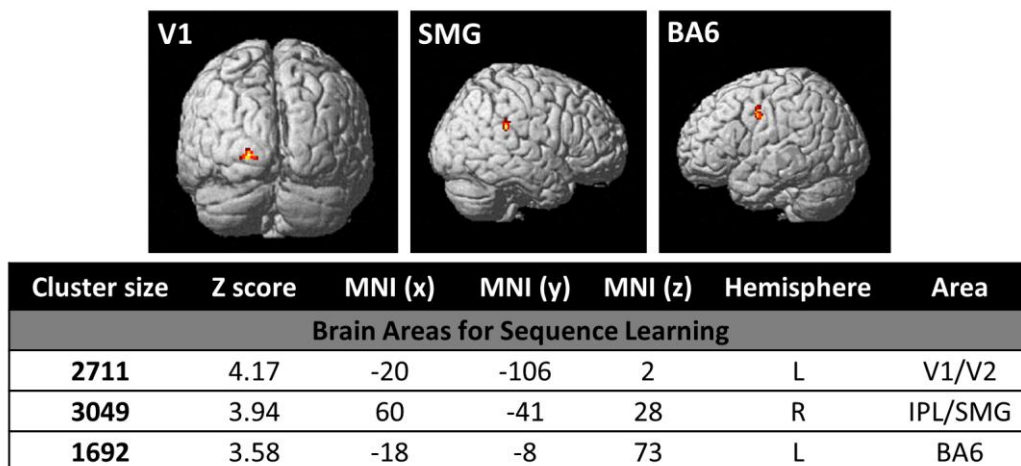 V1 SMG BA6
Cluster size Z score MNI (x) MNI (y) MNI (z) Hemisphere Area
Brain Areas for Sequence Learning
2711 4.17 -20 -106 2 L V1/V2
3049 3.94 60 -41 28 R IPL/SMG
1692 3.58 -18 -8 73 L BA6